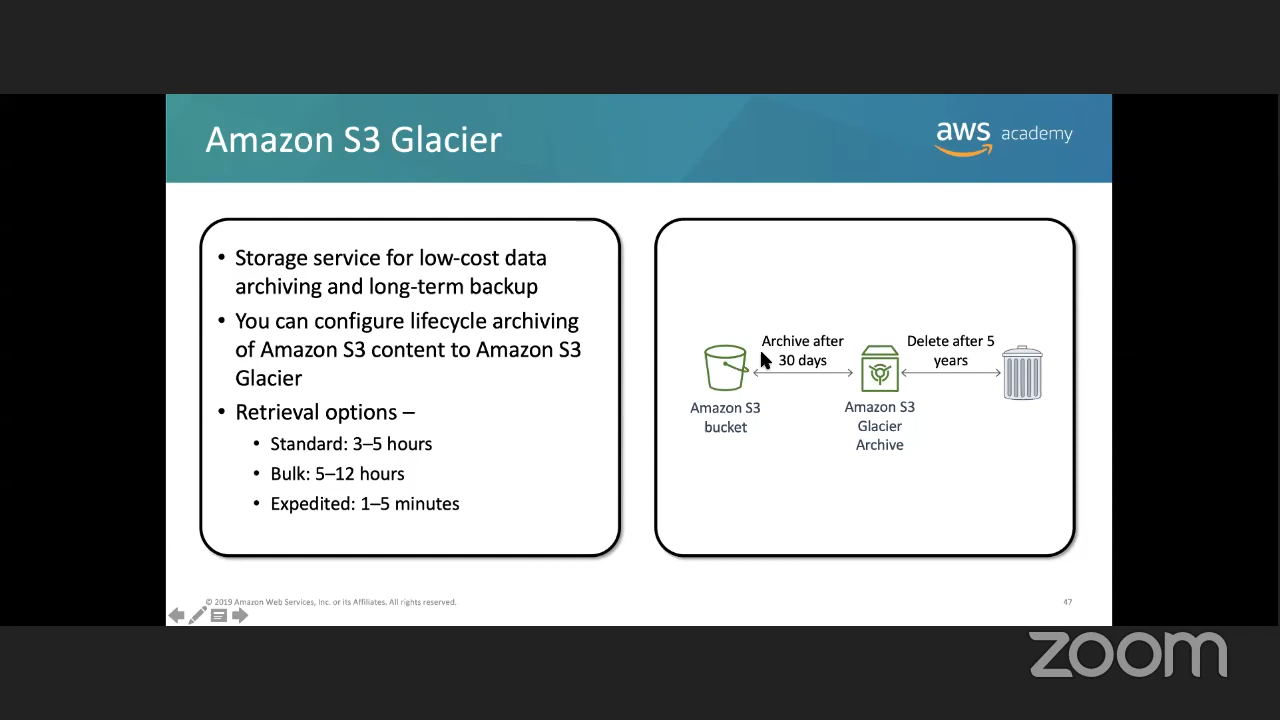 Amazon S3 Glacier
aws academy
• Storage service for low-cost data
archiving and long-term backup
• You can configure lifecycle archiving
of Amazon S3 content to Amazon S3
Glacier
• Retrieval options –
• Standard: 3–5 hours
• Bulk: 5–12 hours
• Expedited: 1–5 minutes
Archive after
30 days
Delete after 5
years
Amazon S3
bucket
Amazon S3
Glacier
Archive
© 2019 Amazon Web Services, Inc. or its Affiliates. All rights reserved.
47
zoom